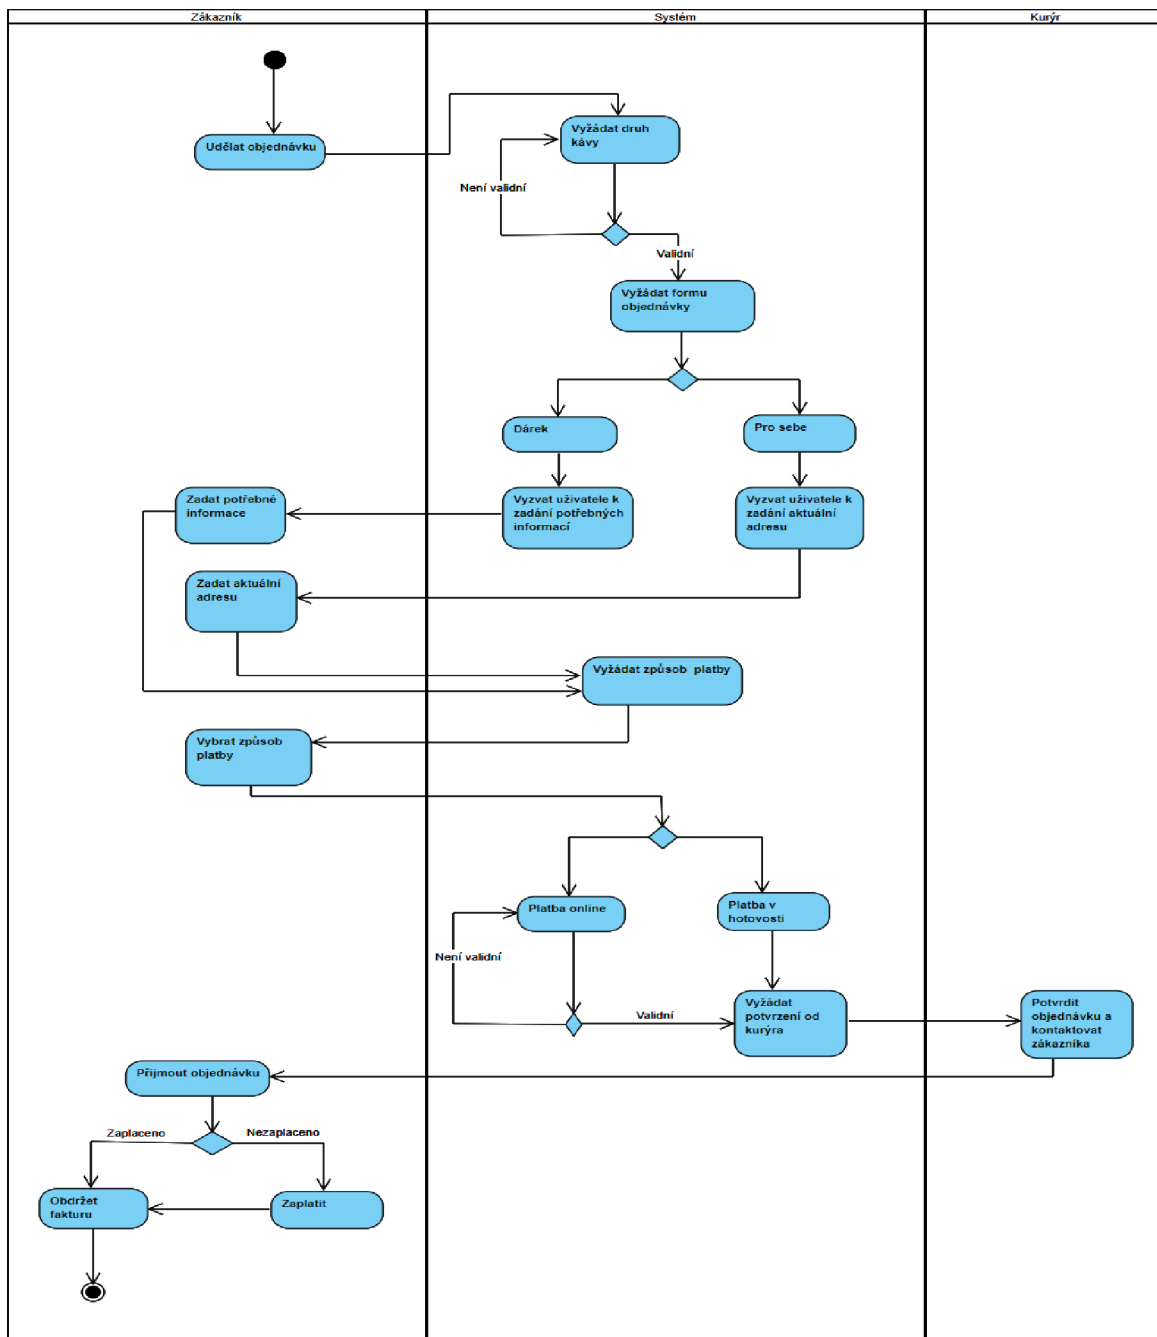 Zákazník
Systém
Kurýr
Udělat objednávku
Vyžádat druh
kávy
Není validní
Validní
Vyžádat formu
objednávky
Dárek
Pro sebe
Zadat potřebné
informace
Vyzvat uživatele k
zadání potřebných
informací
Vyzvat uživatele k
zadání aktuální
adresu
Zadat aktuální
adresu
Vyžádat způsob platby
Vybrat způsob
platby
Platba online
Platba v
hotovosti
Není validní
Validní
Vyžádat
potvrzení od
kurýra
Potvrdit
objednávku a
kontaktovat
zákazníka
Přijmout objednávku
Zaplaceno
Nezaplaceno
Obdržet
fakturu
Zaplatit